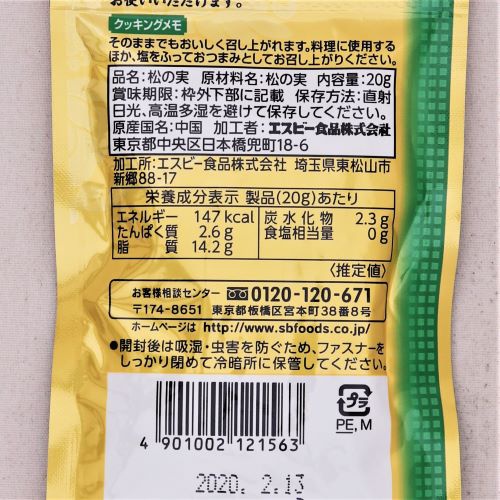 お使いいただけます。
クッキングメモ
そのままでもおいしく召し上がれます。料理に使用する
ほか、塩をふっておつまみとしてお召し上がりください。
品名:松の実 原材料名:松の実 内容量:20g
賞味期限:枠外下部に記載 保存方法:直射
日光、高温多湿を避けて保存してください。
原産国名:中国 加工者:エスビー食品株式会社
東京都中央区日本橋兜町18-6
加工所:エスビー食品株式会社 埼玉県東松山市
新郷88-17
栄養成分表示 製品(20g)あたり
エネルギー 147kcal 炭水化物 2.3g
たんぱく質 2.6g 食塩相当量 0g
脂質 14.2g
〈推定値〉
お客様相談センター 0120-120-671
〒174-8651 東京都板橋区宮本町38番8号
ホームページは http://www.sbfoods.co.jp/
●開封後は吸湿・虫害を防ぐため、ファスナーを
しっかり閉めて冷暗所に保管してください。
プラ
PE, M
4 901002 121563
2020. 2.13